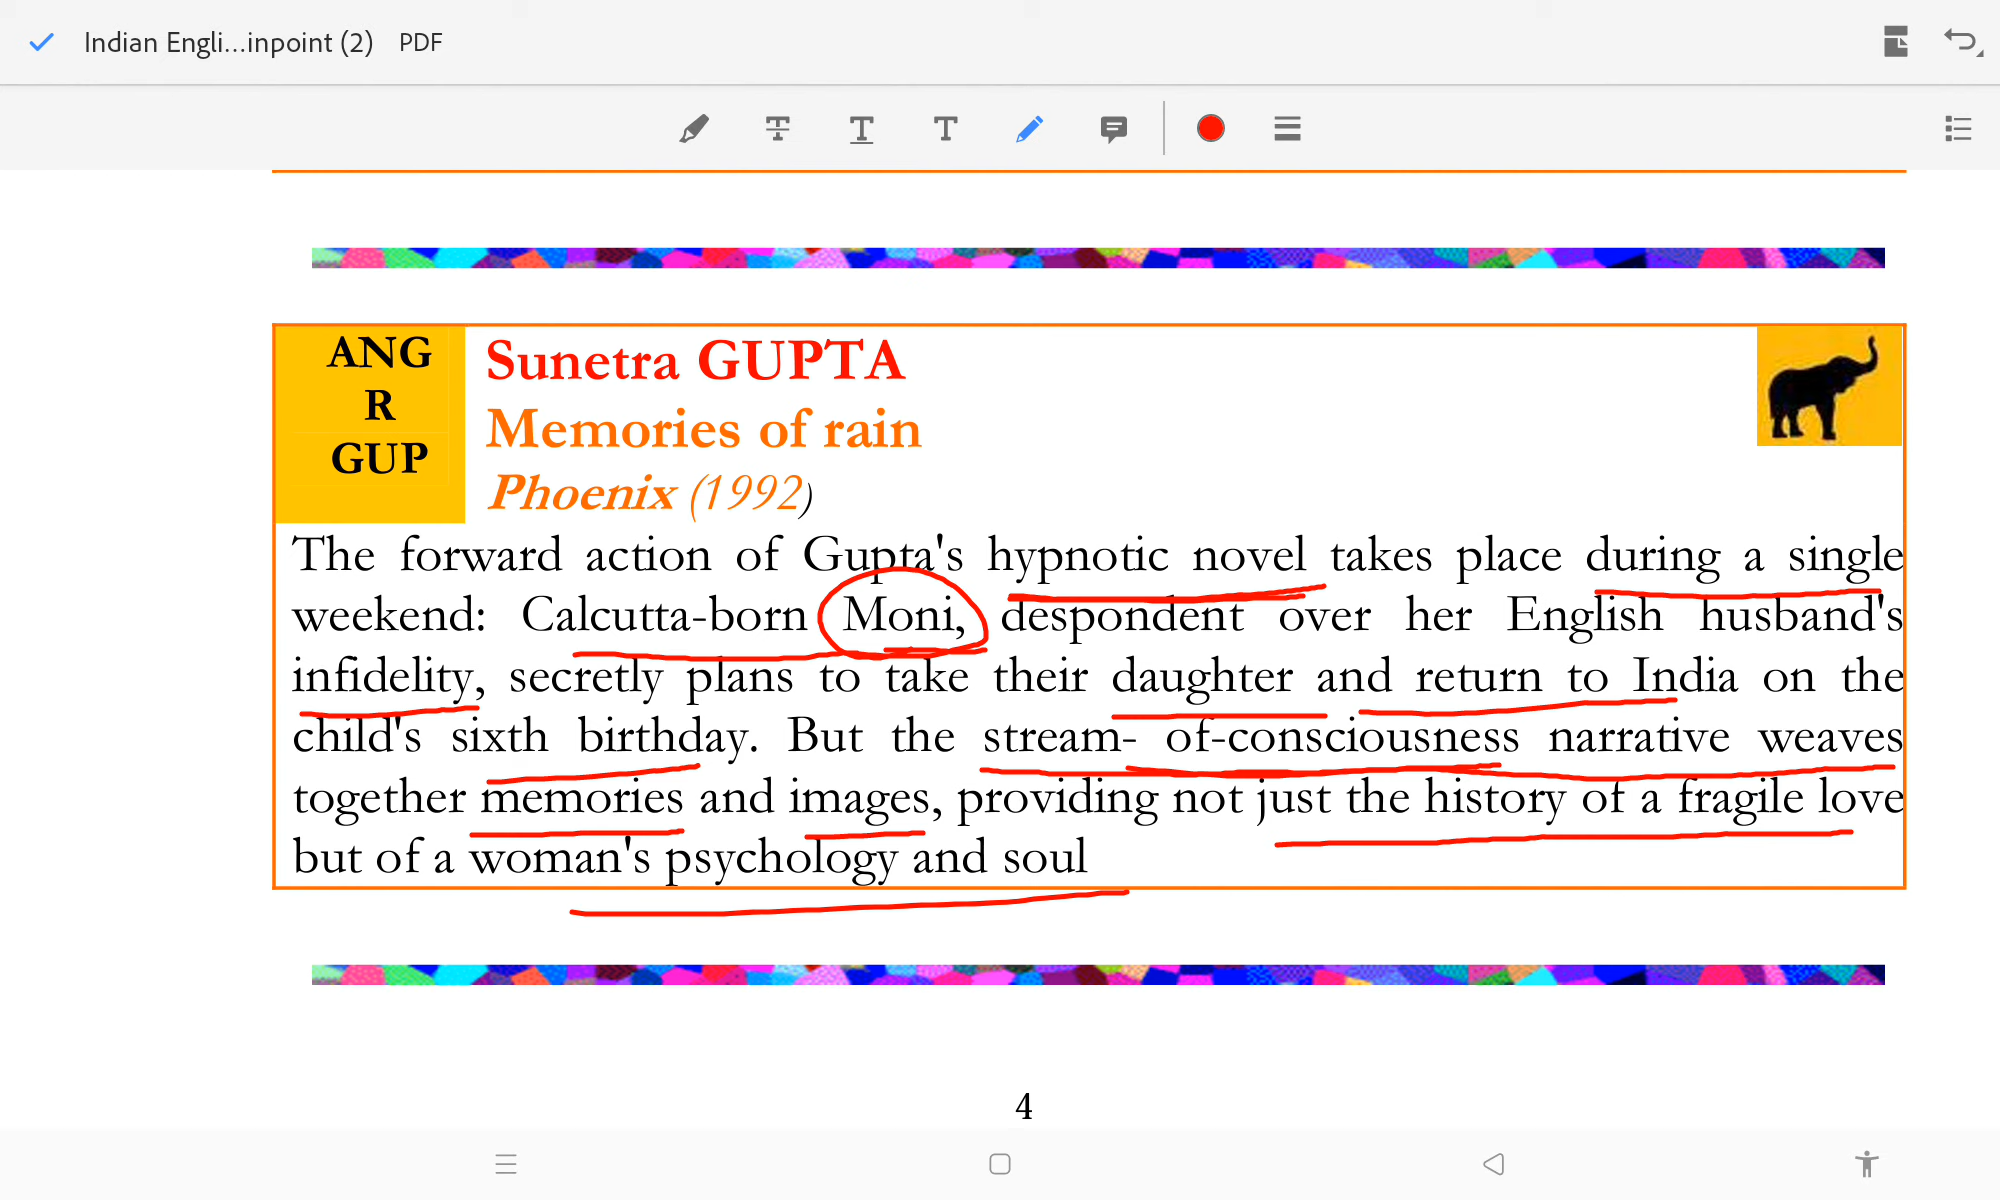 Indian Engli...inpoint (2) PDF
ANG
R
GUP
Sunetra GUPTA
Memories of rain
Phoenix (1992)
The forward action of Gupta's hypnotic novel takes place during a single
weekend: Calcutta-born Moni, despondent over her English husband's
infidelity, secretly plans to take their daughter and return to India on the
child's sixth birthday. But the stream- of-consciousness narrative weaves
together memories and images, providing not just the history of a fragile love
but of a woman's psychology and soul
4